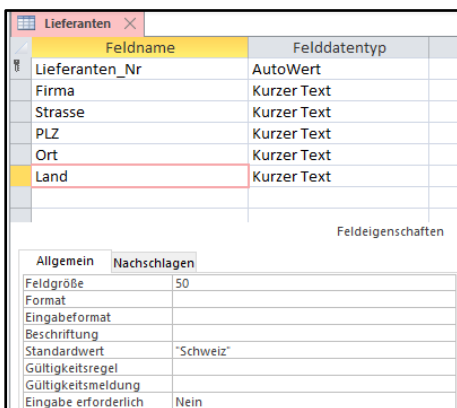 Lieferanten
Feldname Felddatentyp
Lieferanten_Nr AutoWert
Firma Kurzer Text
Strasse Kurzer Text
PLZ Kurzer Text
Ort Kurzer Text
Land Kurzer Text
Feldeigenschaften
Allgemein Nachschlagen
Feldgröße 50
Format
Eingabeformat
Beschriftung
Standardwert "Schweiz"
Gültigkeitsregel
Gültigkeitsmeldung
Eingabe erforderlich Nein